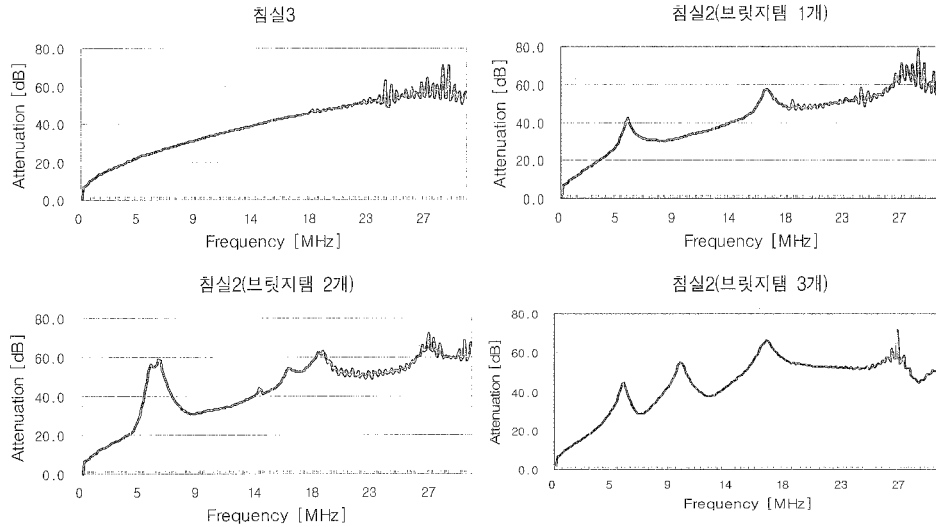 침실3
80.0
60.0
40.0
20.0
0.0
Attenuation [dB]
0 5 9 14 18 23 27
Frequency [MHz]
침실2(브릿지탭 1개)
80.0
60.0
40.0
20.0
0.0
Attenuation [dB]
0 5 9 14 18 23 27
Frequency [MHz]
침실2(브릿지탭 2개)
80.0
60.0
40.0
20.0
0.0
Attenuation [dB]
0 5 9 14 18 23 27
Frequency [MHz]
침실2(브릿지탭 3개)
80.0
60.0
40.0
20.0
0.0
Attenuation [dB]
0 5 9 14 18 23 27
Frequency [MHz]